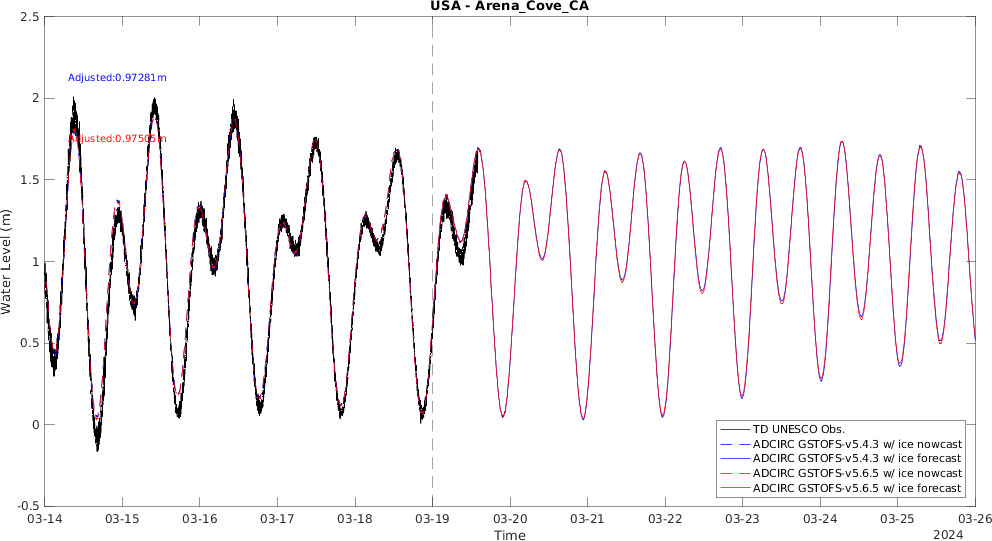 USA - Arena_Cove_CA
2.5
2
1.5
1
0.5
0
-0.5
Water Level (m)
Adjusted:0.97281m
Adjusted:0.97505m
TD UNESCO Obs.
ADCIRC GSTOFS-v5.4.3 w/ ice nowcast
ADCIRC GSTOFS-v5.4.3 w/ ice forecast
ADCIRC GSTOFS-v5.6.5 w/ ice nowcast
ADCIRC GSTOFS-v5.6.5 w/ ice forecast
03-14 03-15 03-16 03-17 03-18 03-19 03-20 03-21 03-22 03-23 03-24 03-25 03-26
Time
2024